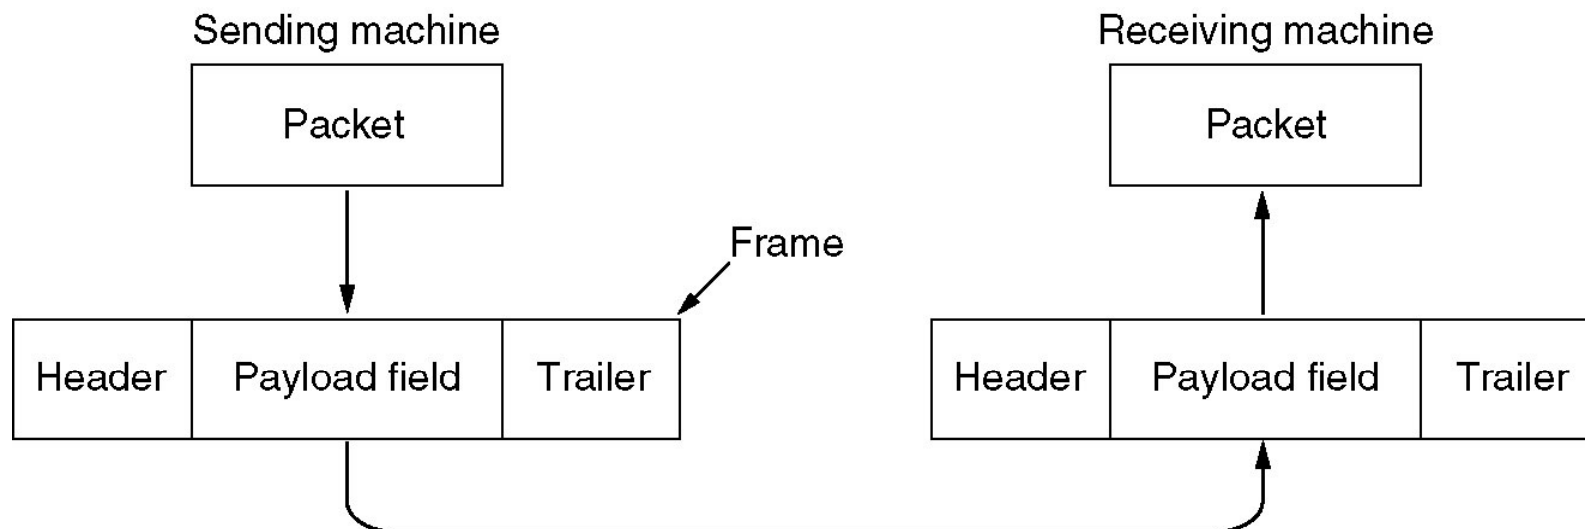 Sending machine
Receiving machine
Packet
Packet
Frame
Header
Payload field
Trailer
Header
Payload field
Trailer